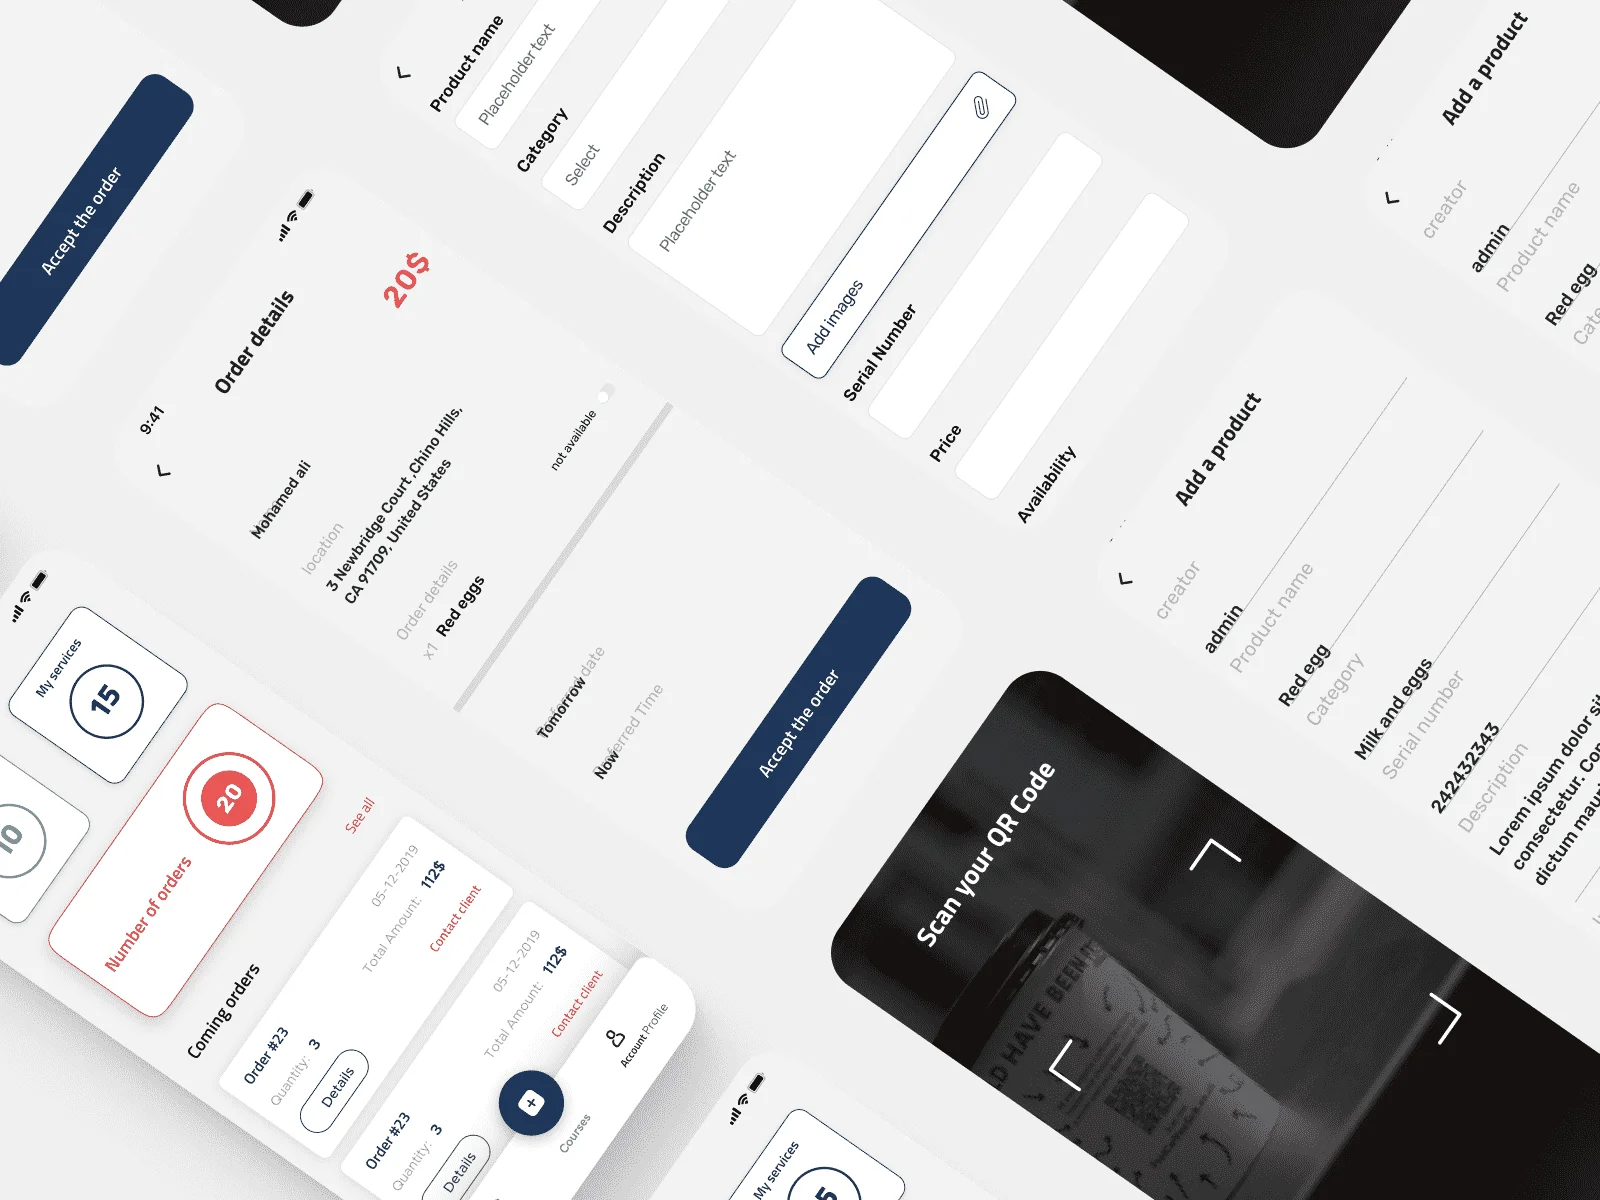 Accept the order
9:41
Order details
20$
Mohamed ali
location
3 Newbridge Court ,Chino Hills,
CA 91709, United States
Order details
x1 Red eggs
not available
Tomorrow
date
Now
erred Time
Accept the order
Product name
Placeholder text
Category
Select
Description
Placeholder text
Add images
Serial Number
Price
Availability
Add a product
creator
admin
Product name
Red egg
Add a product
creator
admin
Product name
Red egg
Category
Milk and eggs
Serial number
242432343
Description
Lorem ipsum dolor sit
consectetur. Con
dictum mauri
Scan your QR Code
HAVE BEEN
My services
15
10
20
Number of orders
Coming orders
See all
Order #23
05-12-2019
Quantity: 3
Total Amount: 112$
Details
Contact client
Order #23
05-12-2019
Quantity: 3
Total Amount: 112$
Details
Contact client
Courses
Account Profile
My services